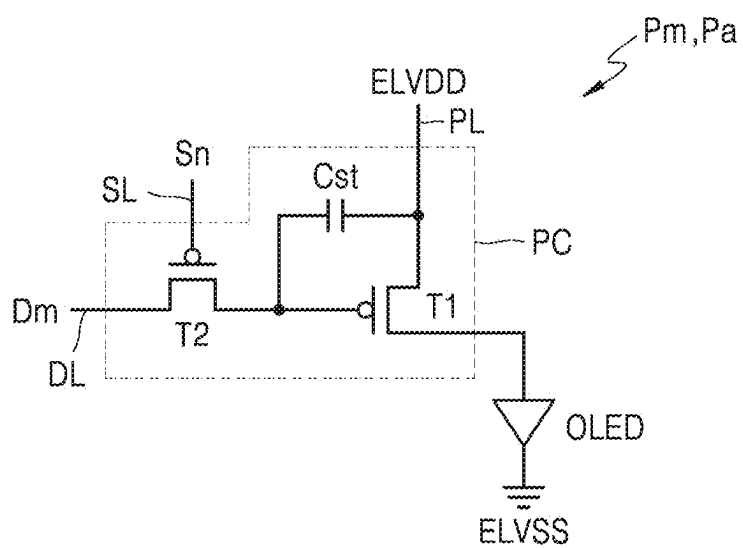 Pm,Pa
ELVDD
PL
Sn
Cst
SL
PC
Dm
T1
T2
DL
OLED
ELVSS